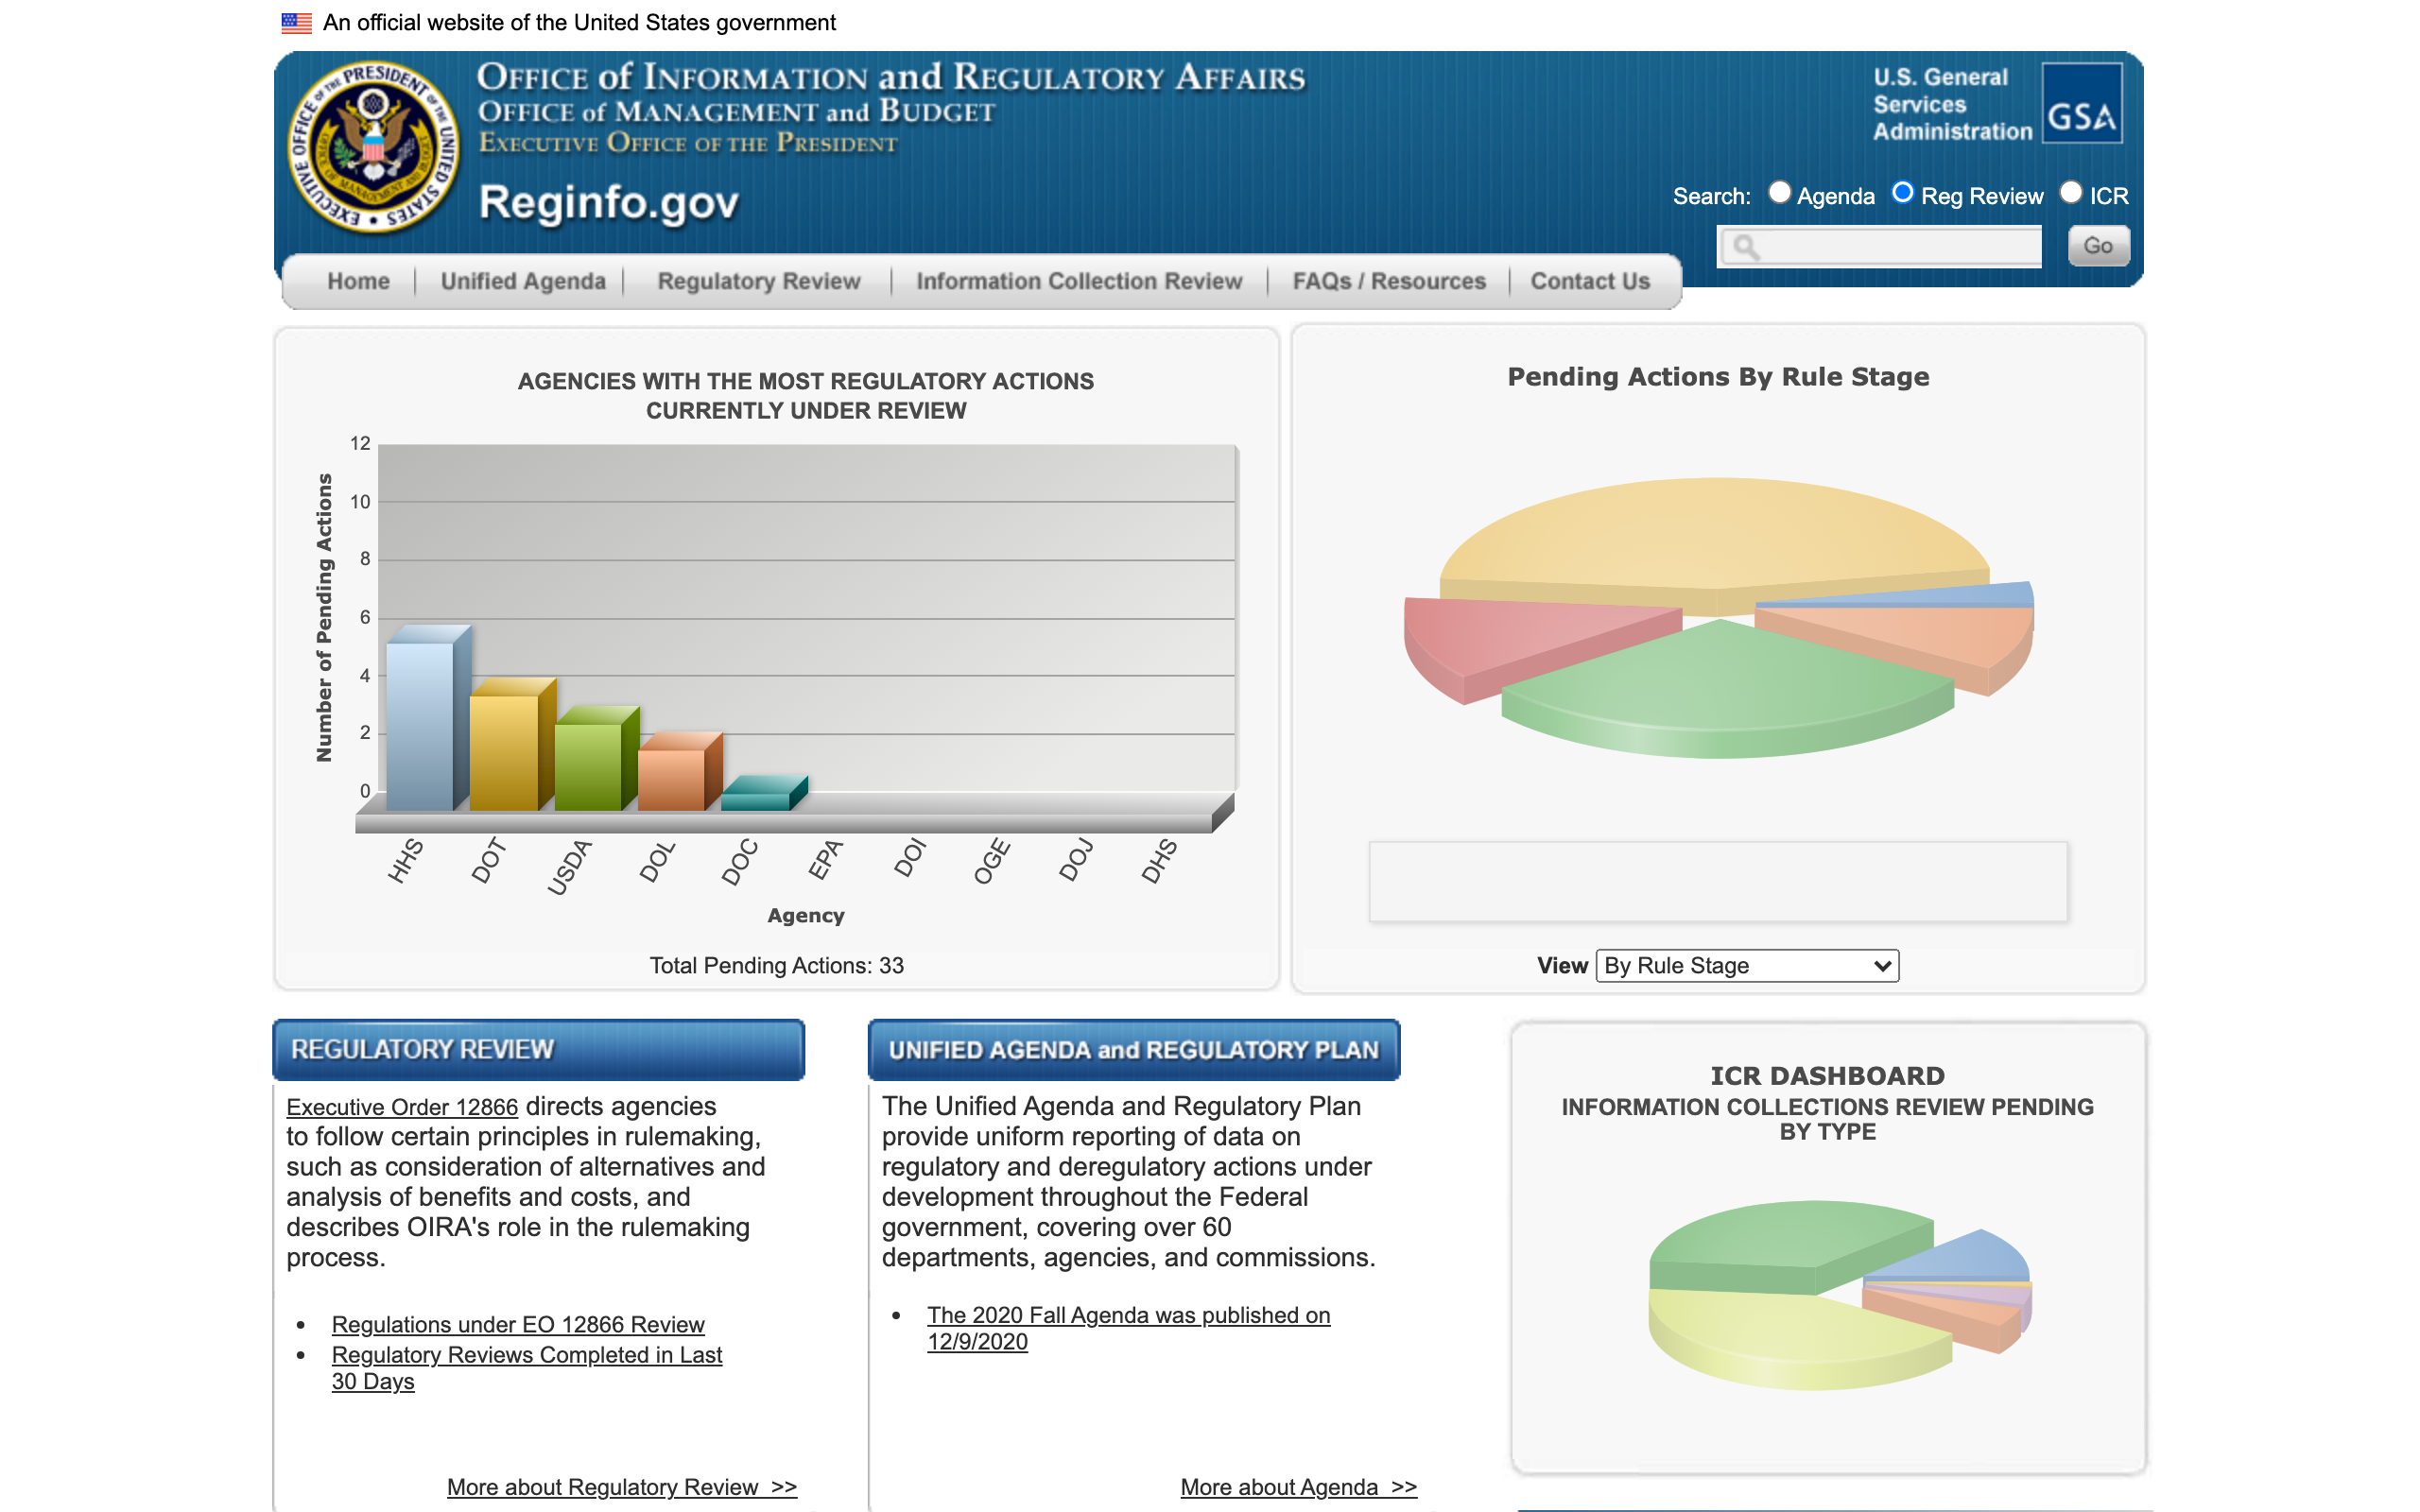 An official website of the United States government
EXECUTIVE OFFICE OF THE PRESIDENT OF THE UNITED STATES
OFFICE OF MANAGEMENT AND BUDGET
OFFICE of INFORMATION and REGULATORY AFFAIRS
OFFICE of MANAGEMENT and BUDGET
EXECUTIVE OFFICE OF THE PRESIDENT
Reginfo.gov
U.S. General
Services
Administration
GSA
Search: Agenda Reg Review ICR
Go
Home Unified Agenda Regulatory Review Information Collection Review FAQs / Resources Contact Us
AGENCIES WITH THE MOST REGULATORY ACTIONS
CURRENTLY UNDER REVIEW
Number of Pending Actions
12
10
8
6
4
2
0
HHS DOT USDA DOL DOC EPA DOI OGE DOJ DHS
Agency
Total Pending Actions: 33
Pending Actions By Rule Stage
View By Rule Stage
REGULATORY REVIEW
Executive Order 12866 directs agencies
to follow certain principles in rulemaking,
such as consideration of alternatives and
analysis of benefits and costs, and
describes OIRA's role in the rulemaking
process.
• Regulations under EO 12866 Review
• Regulatory Reviews Completed in Last
30 Days
More about Regulatory Review >>
UNIFIED AGENDA and REGULATORY PLAN
The Unified Agenda and Regulatory Plan
provide uniform reporting of data on
regulatory and deregulatory actions under
development throughout the Federal
government, covering over 60
departments, agencies, and commissions.
• The 2020 Fall Agenda was published on
12/9/2020
More about Agenda >>
ICR DASHBOARD
INFORMATION COLLECTIONS REVIEW PENDING
BY TYPE